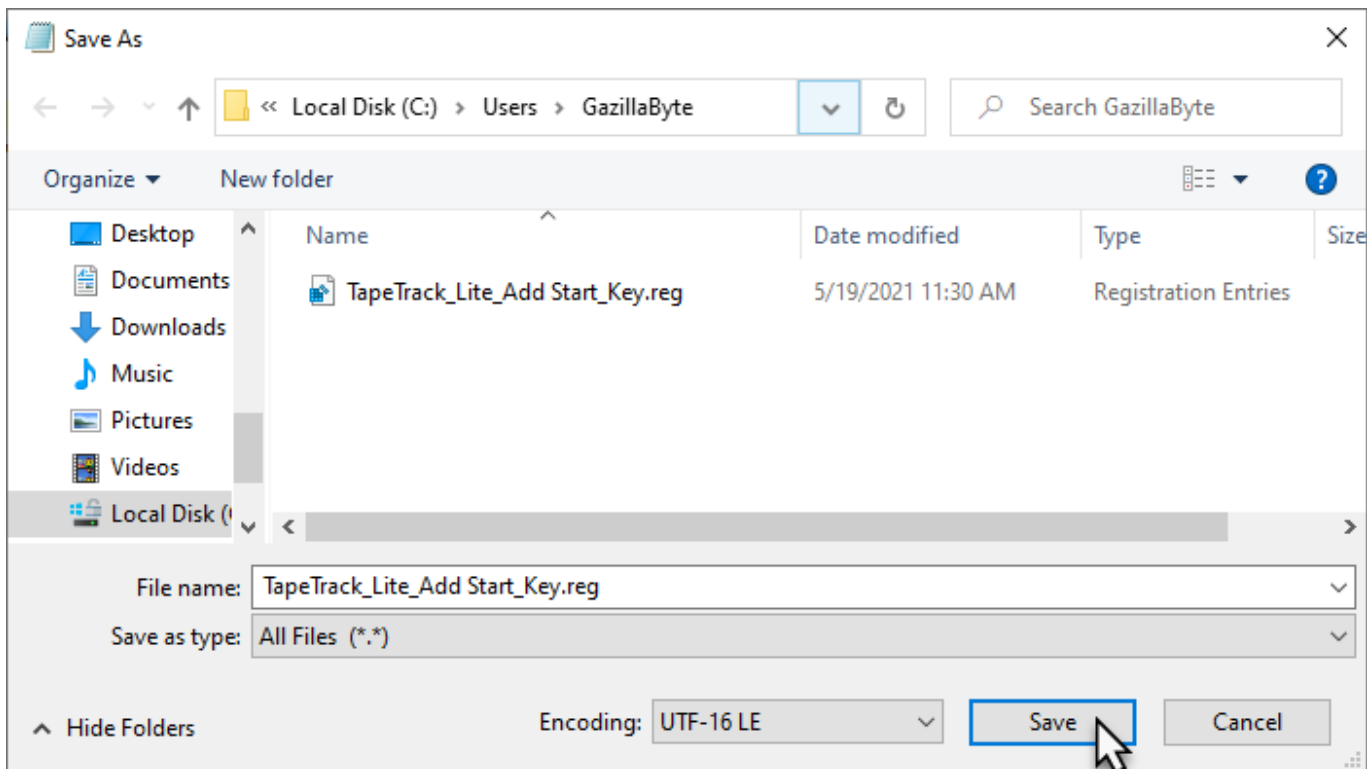 Save As
« Local Disk (C:) > Users > GazillaByte
Search GazillaByte
Organize
New folder
?
Desktop
Documents
Downloads
Music
Pictures
Videos
Local Disk (
Name
Date modified
Type
Size
TapeTrack_Lite_Add Start_Key.reg
5/19/2021 11:30 AM
Registration Entries
File name: TapeTrack_Lite_Add Start_Key.reg
Save as type: All Files (*.*)
Hide Folders
Encoding: UTF-16 LE
Save
Cancel